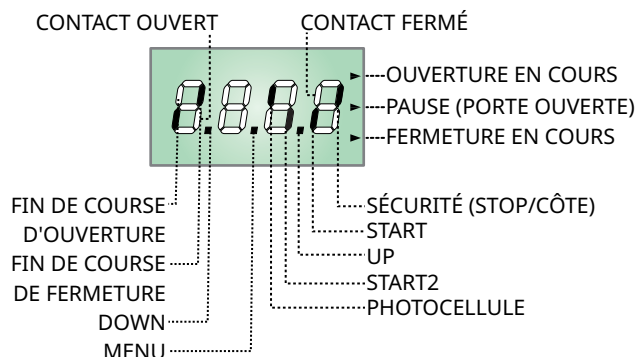 CONTACT OUVERT
CONTACT FERMÉ
OUVERTURE EN COURS
PAUSE (PORTE OUVERTE)
FERMETURE EN COURS
FIN DE COURSE
D'OUVERTURE
FIN DE COURSE
DE FERMETURE
DOWN
MENU
SÉCURITÉ (STOP/CÔTE)
START
UP
START2
PHOTOCELLULE